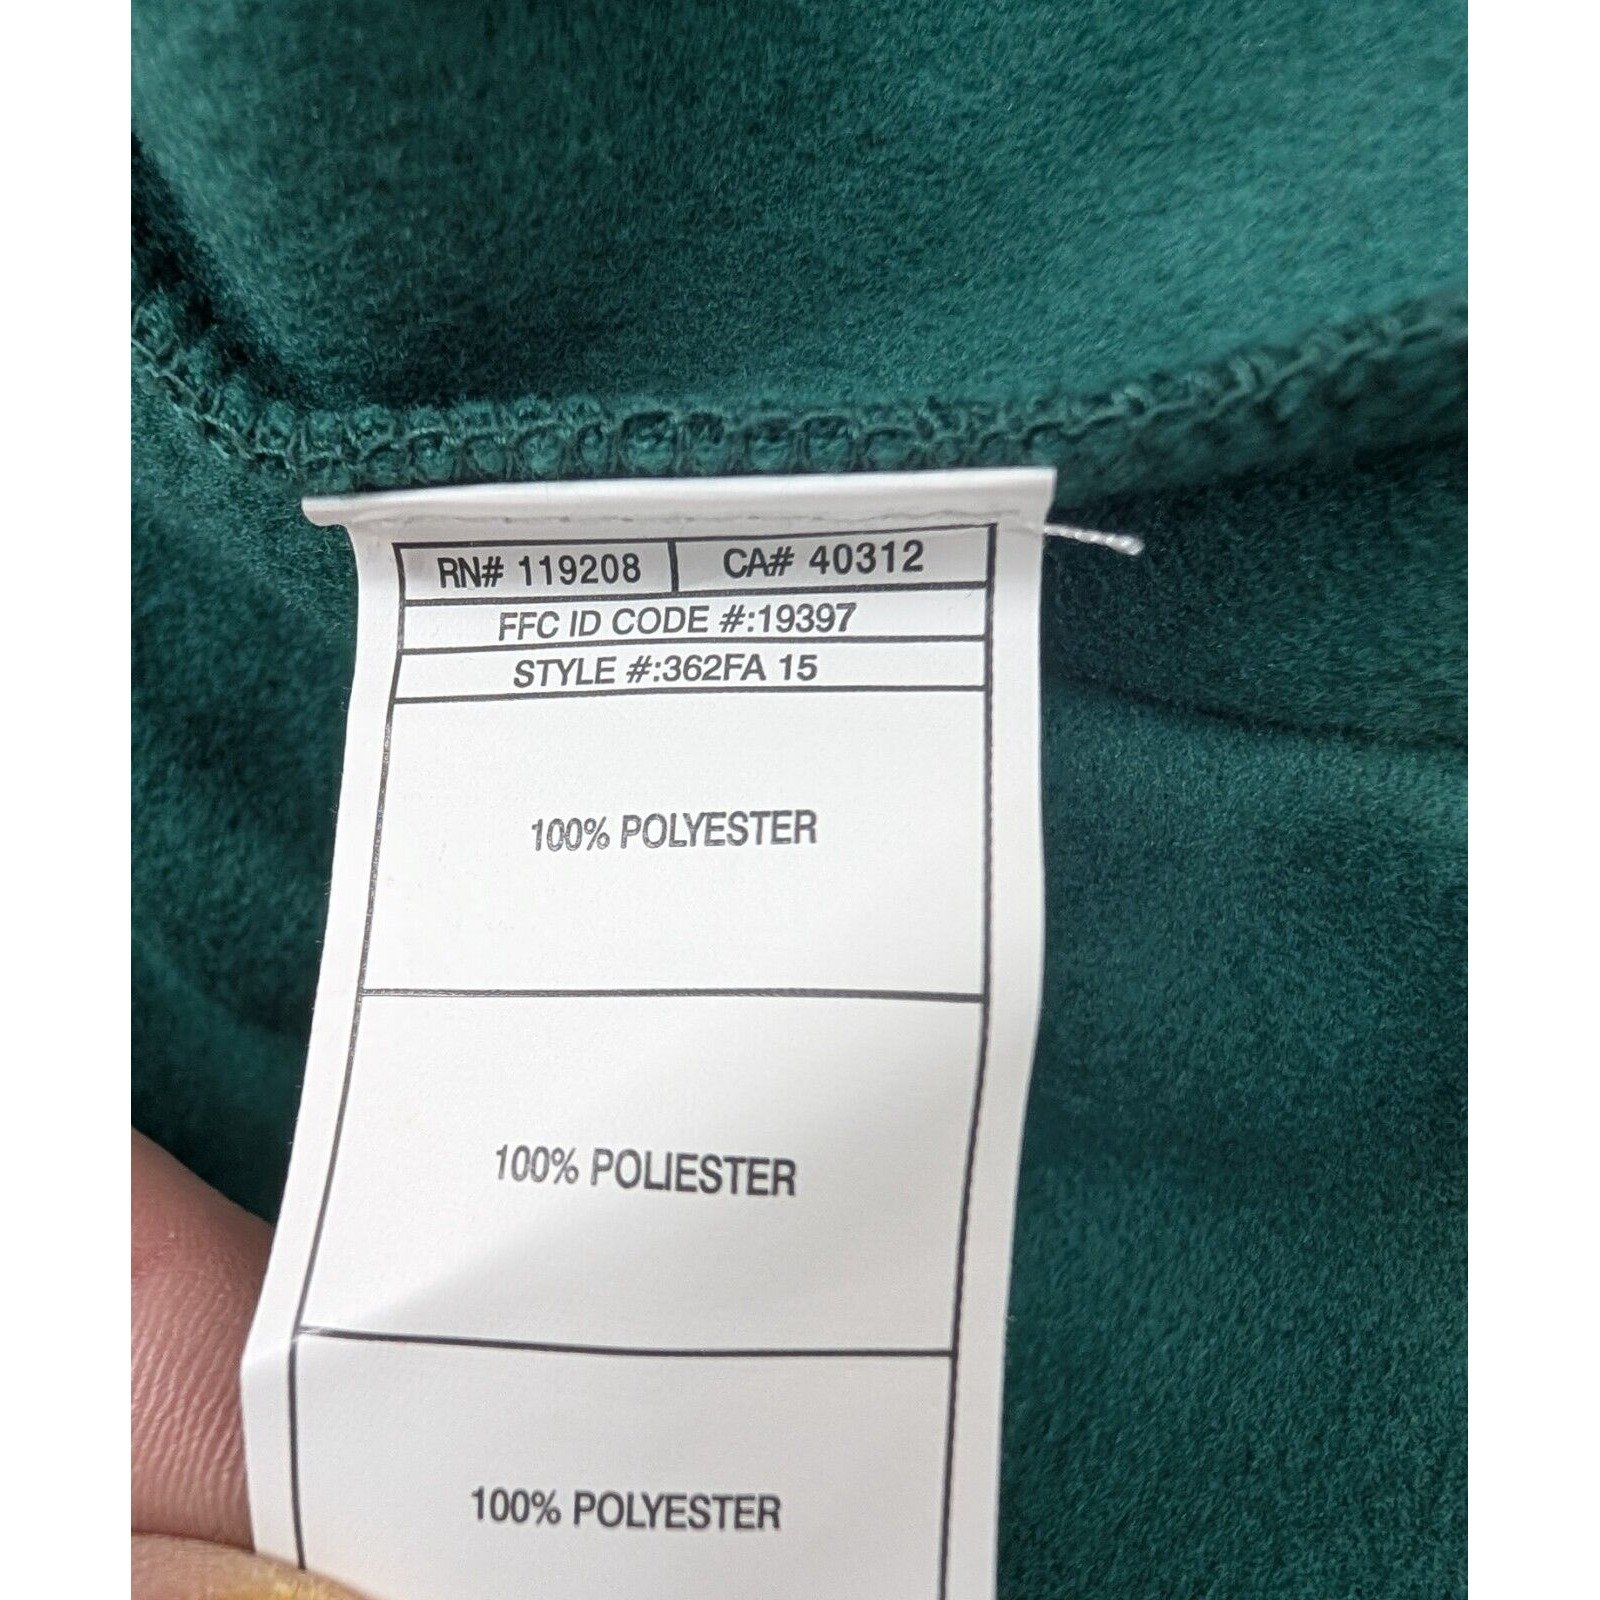 RN# 119208 CA# 40312
FFC ID CODE #:19397
STYLE #:362FA 15
100% POLYESTER
100% POLIESTER
100% POLYESTER